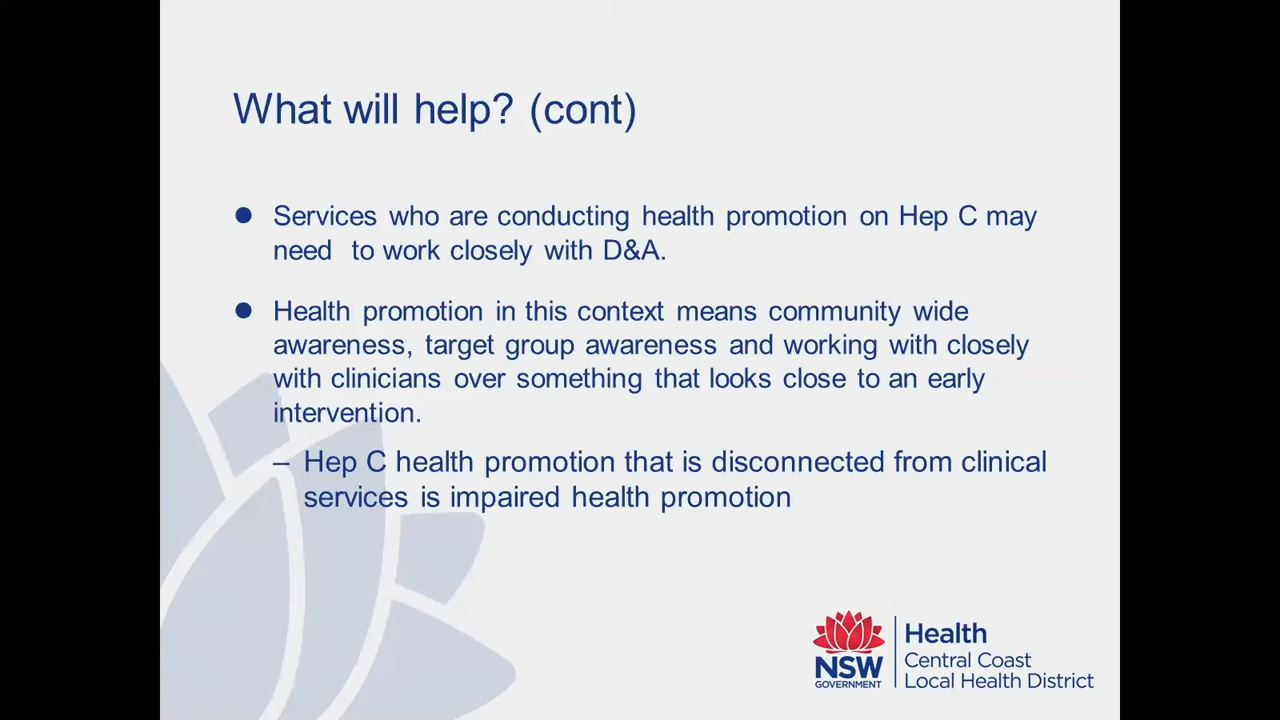 What will help? (cont)
● Services who are conducting health promotion on Hep C may
need to work closely with D&A.
● Health promotion in this context means community wide
awareness, target group awareness and working with closely
with clinicians over something that looks close to an early
intervention.
– Hep C health promotion that is disconnected from clinical
services is impaired health promotion
NSW
GOVERNMENT
Health
Central Coast
Local Health District